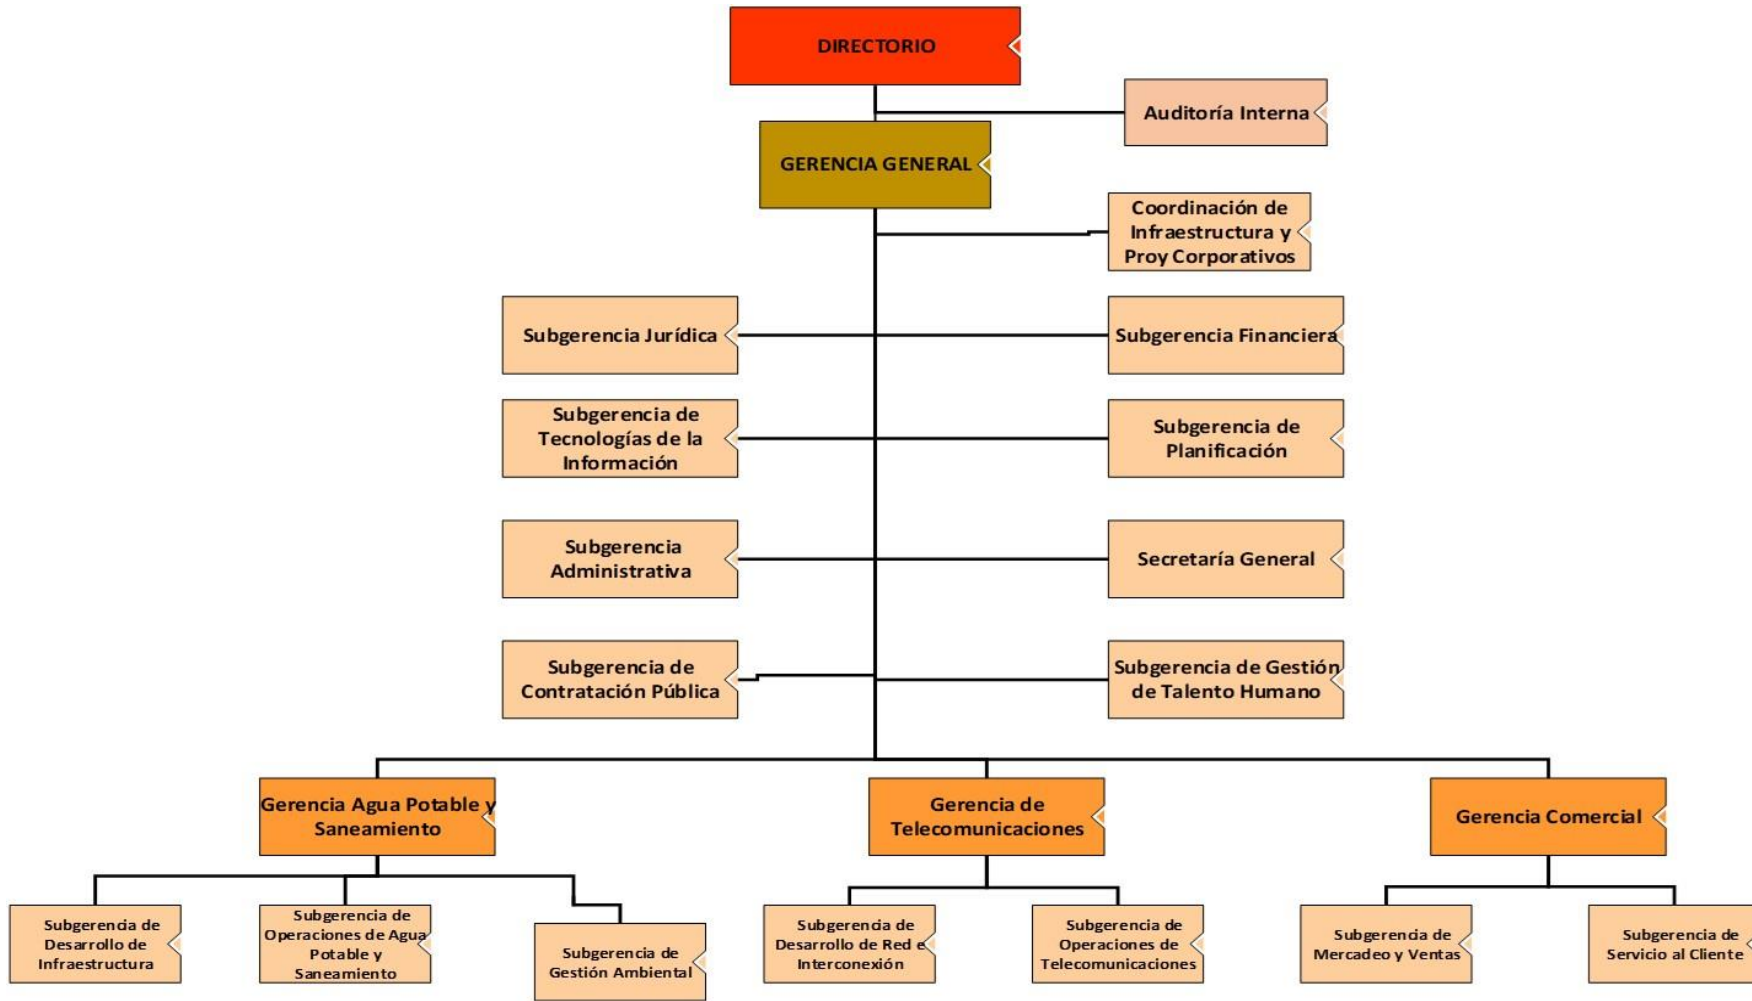 DIRECTORIO
Auditoría Interna
GERENCIA GENERAL
Coordinación de
Infraestructura y
Proy Corporativos
Subgerencia Jurídica
Subgerencia Financiera
Subgerencia de
Tecnologías de la
Información
Subgerencia de
Planificación
Subgerencia
Administrativa
Secretaría General
Subgerencia de
Contratación Pública
Subgerencia de Gestión
de Talento Humano
Gerencia Agua Potable y
Saneamiento
Gerencia de
Telecomunicaciones
Gerencia Comercial
Subgerencia de
Desarrollo de
Infraestructura
Subgerencia de
Operaciones de Agua
Potable y
Saneamiento
Subgerencia de
Gestión Ambiental
Subgerencia de
Desarrollo de Red e
Interconexión
Subgerencia de
Operaciones de
Telecomunicaciones
Subgerencia de
Mercadeo y Ventas
Subgerencia de
Servicio al Cliente